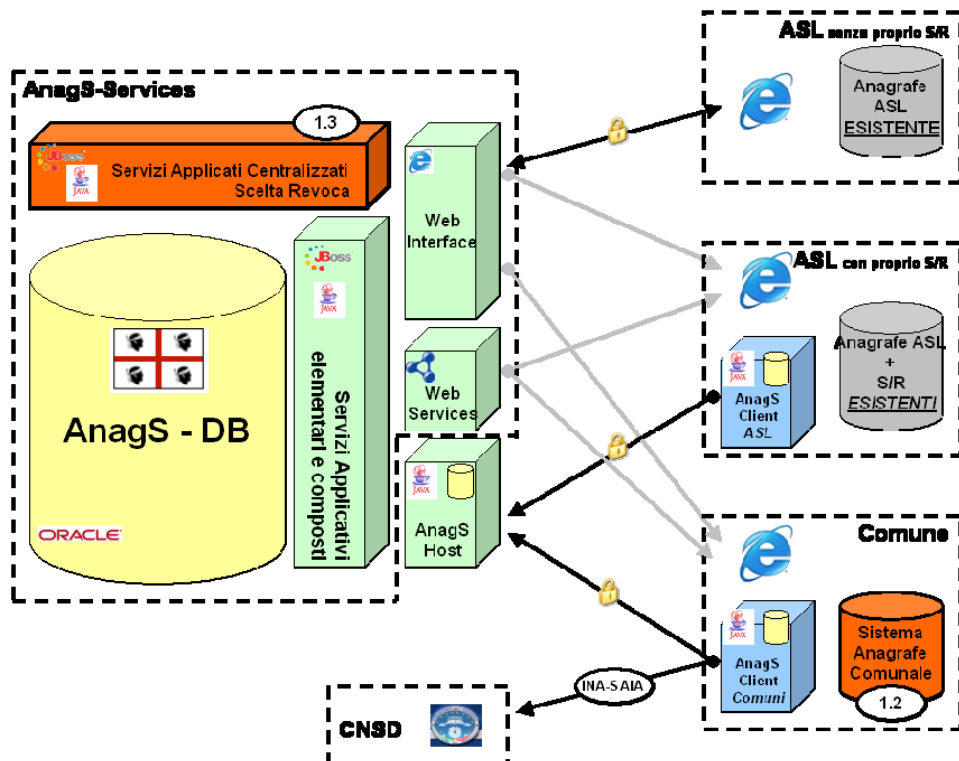 AnagS-Services
1.3
JBoss
JAVA
Servizi Applicati Centralizzati
Scelta Revoca
AnagS - DB
ORACLE
JBoss
JAVA
Servizi Applicativi
elementari e composti
Web
Interface
Web
Services
JAVA
AnagS
Host
ASL senza proprio S/R
Anagrafe
ASL
ESISTENTE
ASL con proprio S/R
JAVA
AnagS
Client
ASL
Anagrafe ASL
+
S/R
ESISTENTI
Comune
JAVA
AnagS
Client
Comuni
Sistema
Anagrafe
Comunale
1.2
INA-SAIA
CNSD